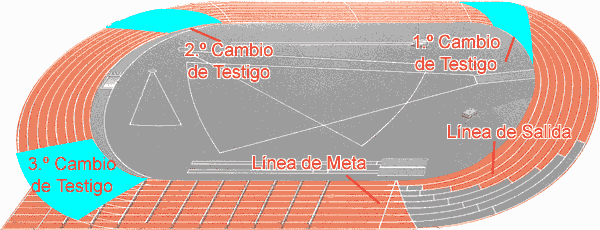 2.º Cambio
de Testigo
1.º Cambio
de Testigo
Línea de Salida
Línea de Meta
3.º Cambio
de Testigo